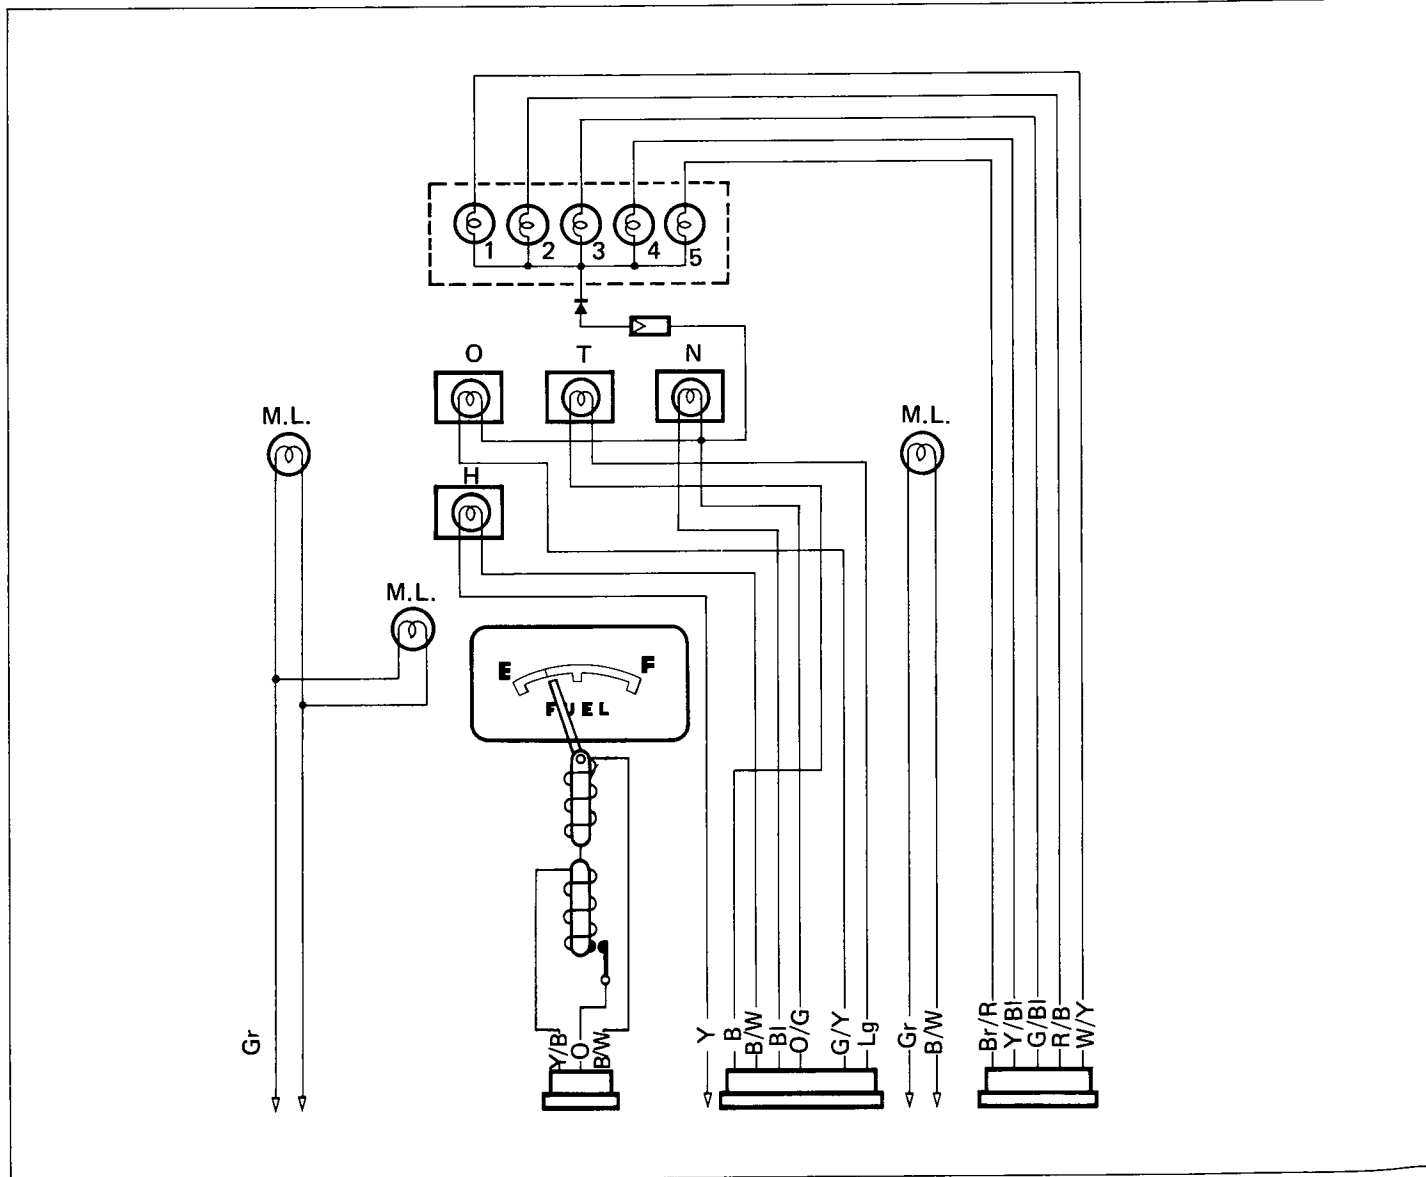 1 2 3 4 5
O T N
M.L. M.L.
H
M.L.
E F
FUEL
Gr
Y/B O B/W
Y
B B/W Bl O/G G/Y Lg
Gr B/W
Br/R Y/Bl G/Bl R/B W/Y